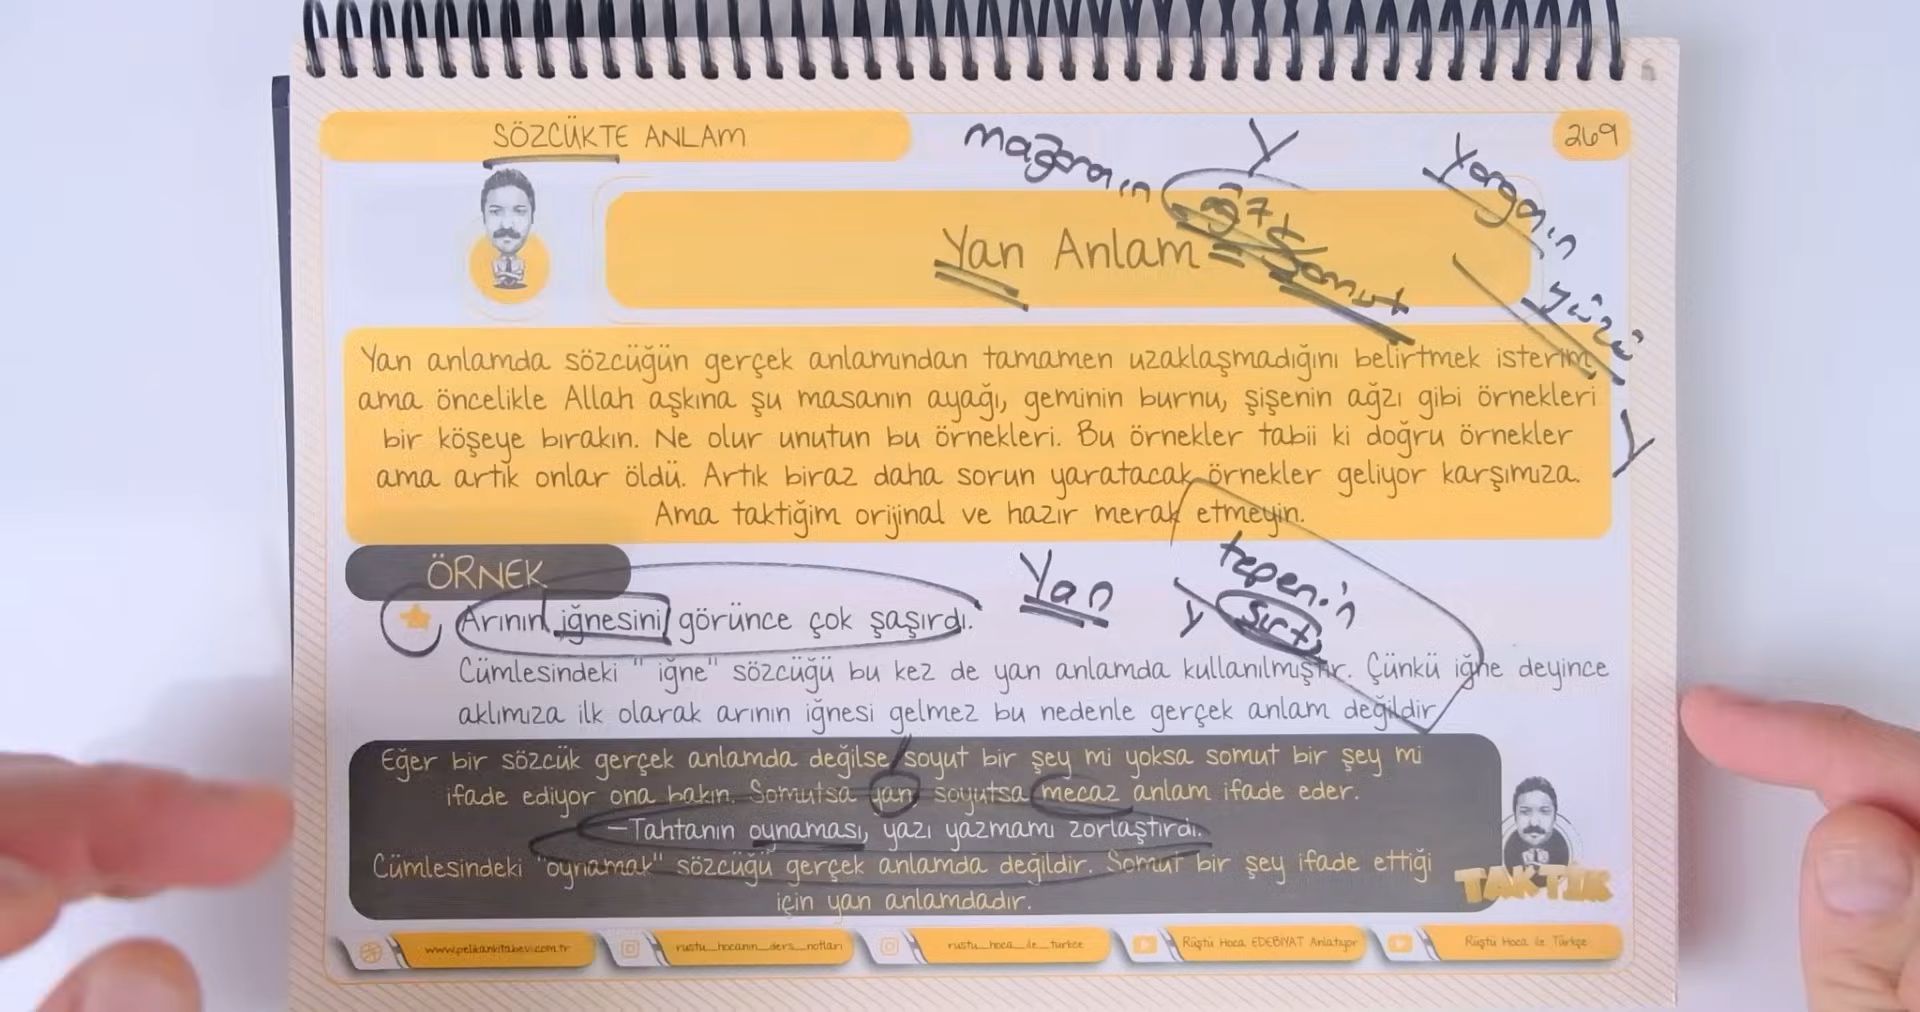 SÖZCÜKTE ANLAM
269
mağaranın
Y
ağzı
Somut
Yorganın
yüzü
Y
Yan Anlam
Yan anlamda sözcüğün gerçek anlamından tamamen uzaklaşmadığını belirtmek isterim
ama öncelikle Allah aşkına şu masanın ayağı, geminin burnu, şişenin ağzı gibi örnekleri
bir köşeye bırakın. Ne olur unutun bu örnekleri. Bu örnekler tabii ki doğru örnekler
ama artık onlar öldü. Artık biraz daha sorun yaratacak örnekler geliyor karşımıza.
Ama taktiğim orijinal ve hazır merak etmeyin.
ÖRNEK
Arının iğnesini görünce çok şaşırdı.
Yan
tepenin
Y
sırtı
Cümlesindeki " iğne" sözcüğü bu kez de yan anlamda kullanılmıştır. Çünkü iğne deyince
aklımıza ilk olarak arının iğnesi gelmez bu nedenle gerçek anlam değildir
Eğer bir sözcük gerçek anlamda değilse soyut bir şey mi yoksa somut bir şey mi
ifade ediyor ona bakın. Somutsa yan soyutsa mecaz anlam ifade eder.
—Tahtanın oynaması, yazı yazmamı zorlaştırdı.
Cümlesindeki "oynamak" sözcüğü gerçek anlamda değildir. Somut bir şey ifade ettiği
için yan anlamdadır.
TAKTİK
www.pelikankitabevi.com.tr
rustu_hocanin_ders_notlari
rustu_hoca_ile_turkce
Rüştü Hoca EDEBİYAT Anlatıyor
Rüştü Hoca ile Türkçe